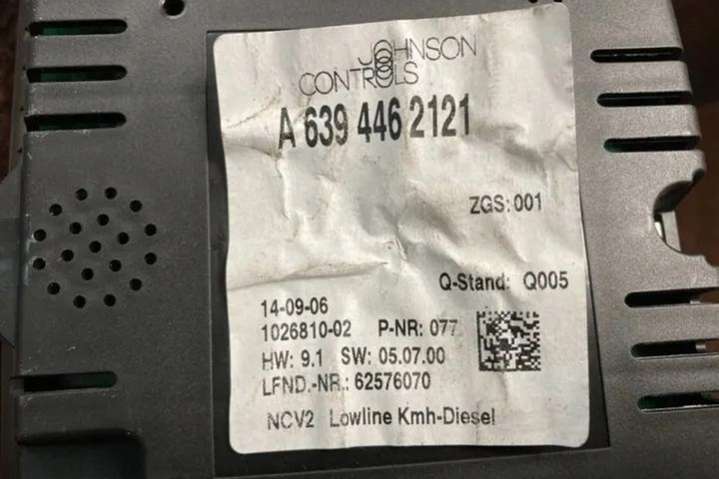 JOHNSON
CONTROLS
A 639 446 2121
ZGS: 001
Q-Stand: Q005
14-09-06
1026810-02 P-NR: 077
HW: 9.1 SW: 05.07.00
LFND.-NR.: 62576070
NCV2 Lowline Kmh-Diesel